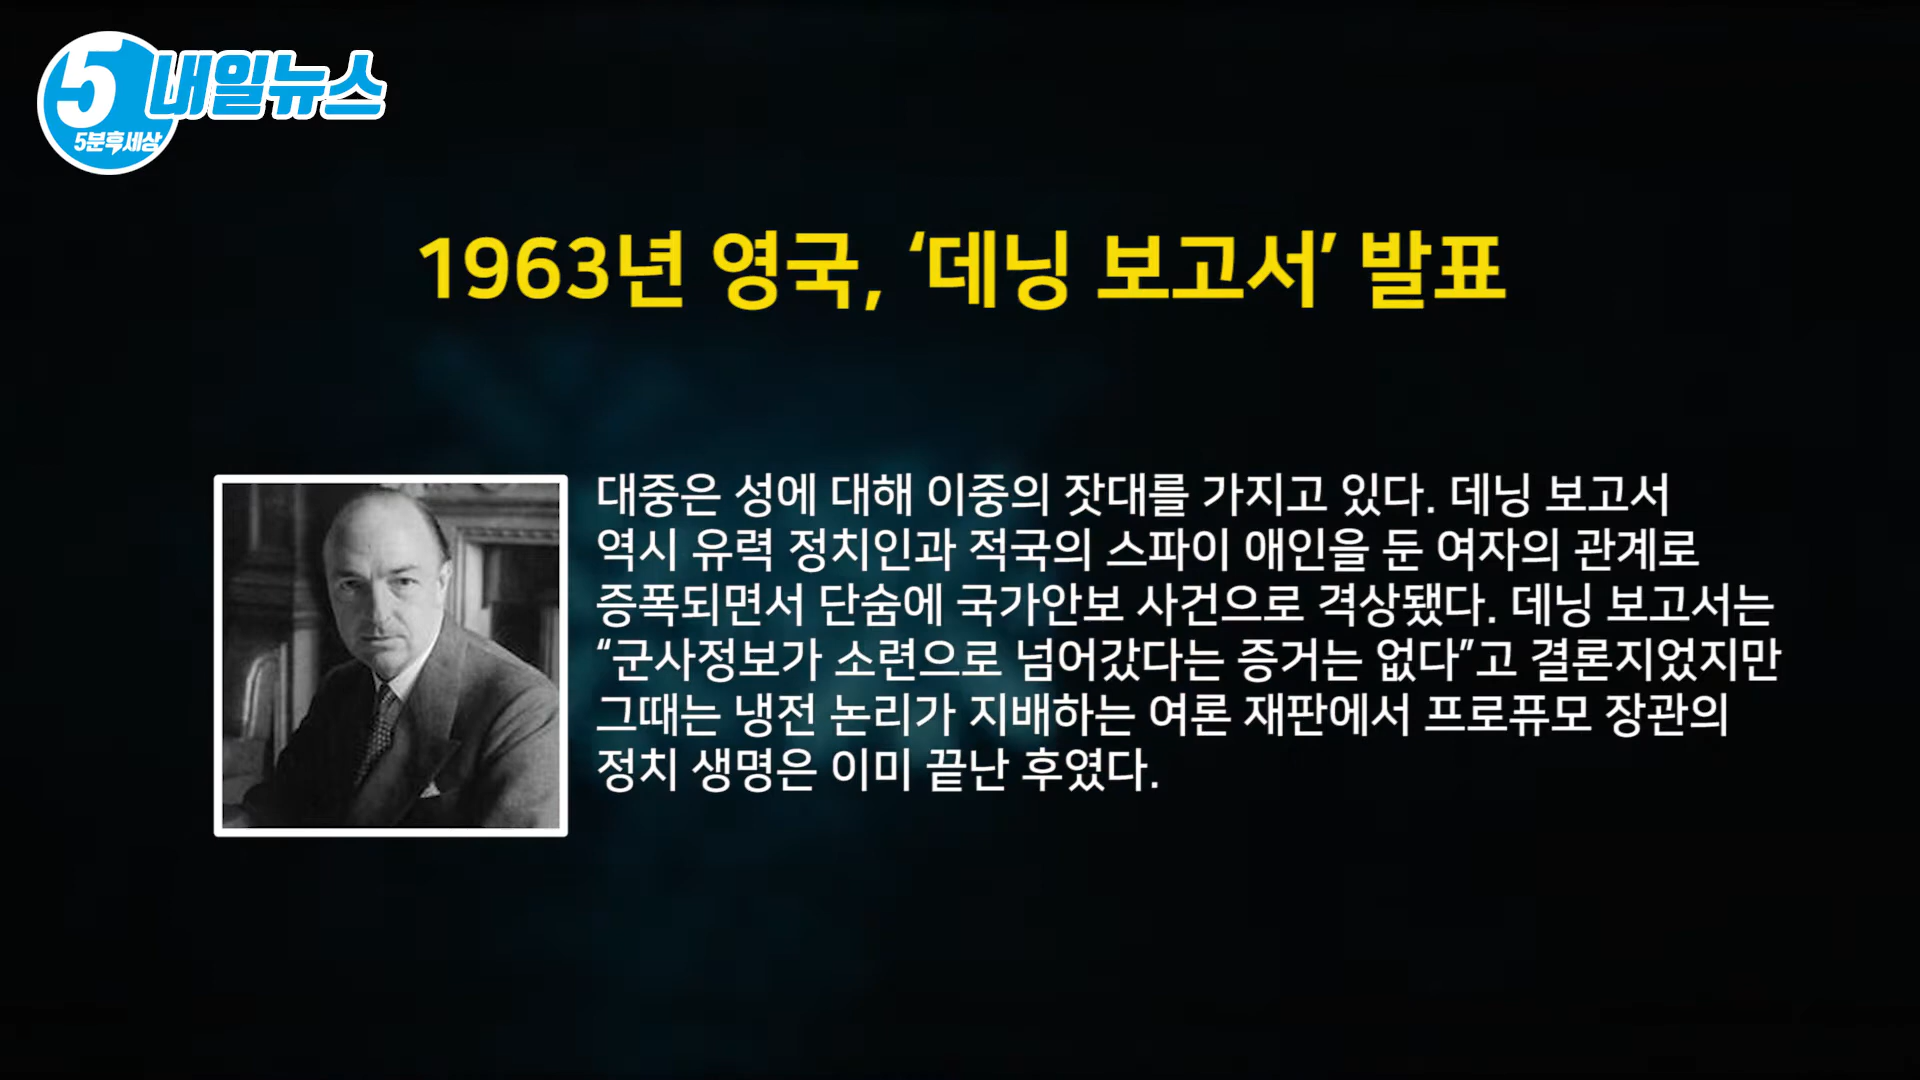 5 내일뉴스
5분후세상
1963년 영국, ‘데닝 보고서’ 발표
대중은 성에 대해 이중의 잣대를 가지고 있다. 데닝 보고서
역시 유력 정치인과 적국의 스파이 애인을 둔 여자의 관계로
증폭되면서 단숨에 국가안보 사건으로 격상됐다. 데닝 보고서는
“군사정보가 소련으로 넘어갔다는 증거는 없다”고 결론지었지만
그때는 냉전 논리가 지배하는 여론 재판에서 프로퓨모 장관의
정치 생명은 이미 끝난 후였다.